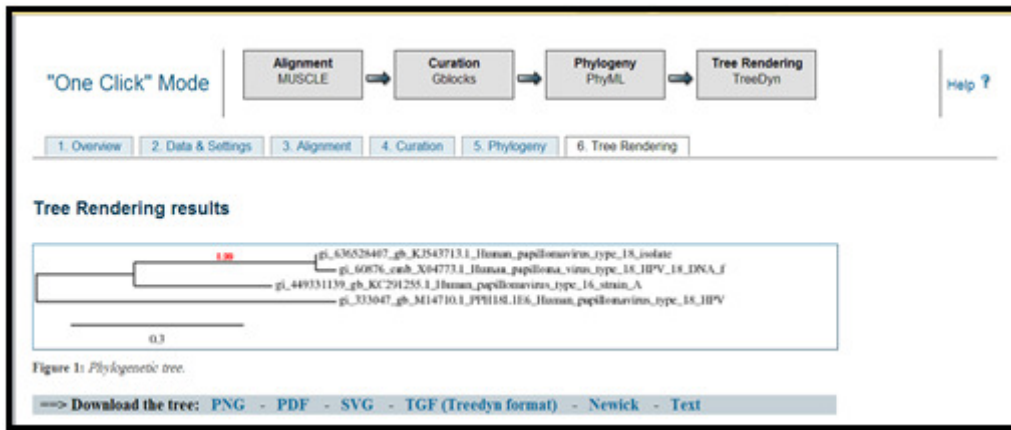 "One Click" Mode
Alignment
MUSCLE
Curation
Gblocks
Phylogeny
PhyML
Tree Rendering
TreeDyn
Help ?
1. Overview
2. Data & Settings
3. Alignment
4. Curation
5. Phylogeny
6. Tree Rendering
Tree Rendering results
1.00
gi_636528407_gb_KJ543713.1_Human_papillomavirus_type_18_isolate
gi_60876_emb_X04773.1_Human_papilloma_virus_type_18_HPV_18_DNA_f
gi_449331139_gb_KC291255.1_Human_papillomavirus_type_16_strain_A
gi_333047_gb_M14710.1_PPH18L1E6_Human_papillomavirus_type_18_HPV
0.3
Figure 1: Phylogenetic tree.
==> Download the tree: PNG - PDF - SVG - TGF (Treedyn format) - Newick - Text